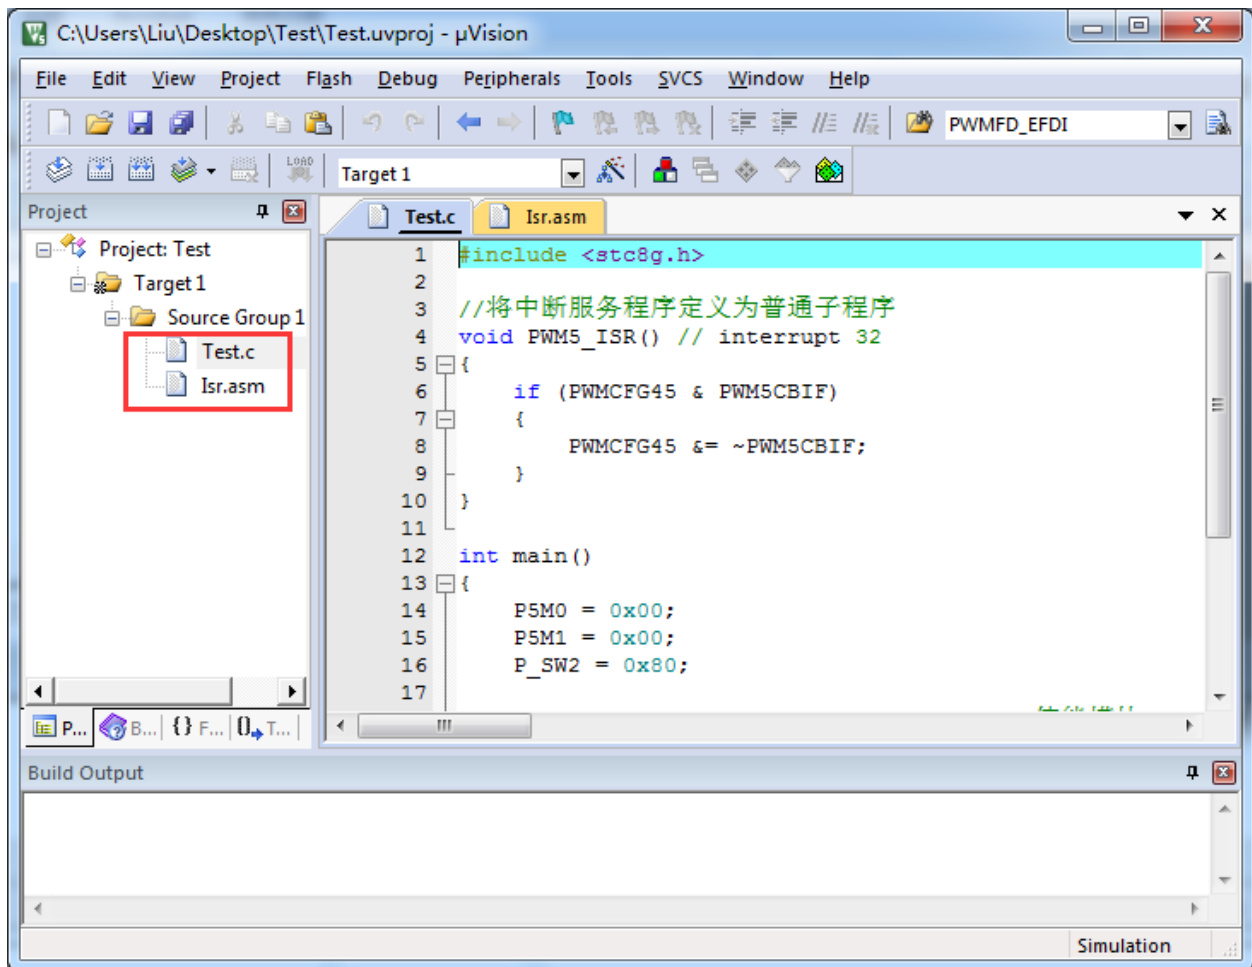 C:\Users\Liu\Desktop\Test\Test.uvproj - µVision
File Edit View Project Flash Debug Peripherals Tools SVCS Window Help
PWMFD_EFDI
LOAD
Target 1
Project
Test.c Isr.asm
Project: Test
Target 1
Source Group 1
Test.c
Isr.asm
1 #include <stc8g.h>
2
3 //将中断服务程序定义为普通子程序
4 void PWM5_ISR() // interrupt 32
5 {
6 if (PWMCFG45 & PWM5CBIF)
7 {
8 PWMCFG45 &= ~PWM5CBIF;
9 }
10 }
11
12 int main()
13 {
14 P5M0 = 0x00;
15 P5M1 = 0x00;
16 P_SW2 = 0x80;
17
P... B... {} F... 0 T...
Build Output
Simulation